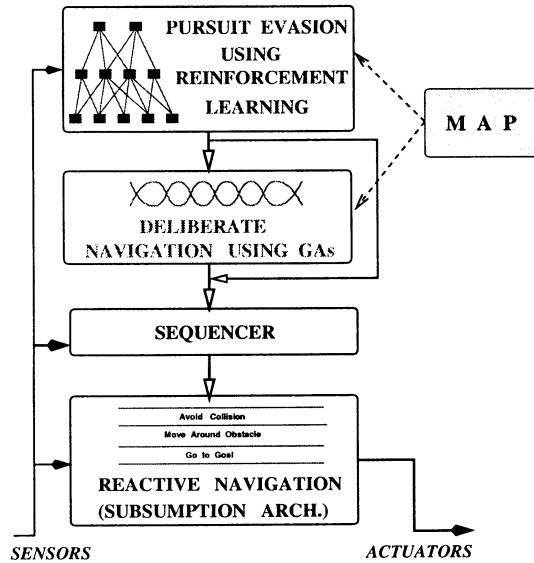 PURSUIT EVASION
USING
REINFORCEMENT
LEARNING
M A P
DELIBERATE
NAVIGATION USING GAs
SEQUENCER
Avoid Collision
Move Around Obstacle
Go to Goal
REACTIVE NAVIGATION
(SUBSUMPTION ARCH.)
SENSORS
ACTUATORS